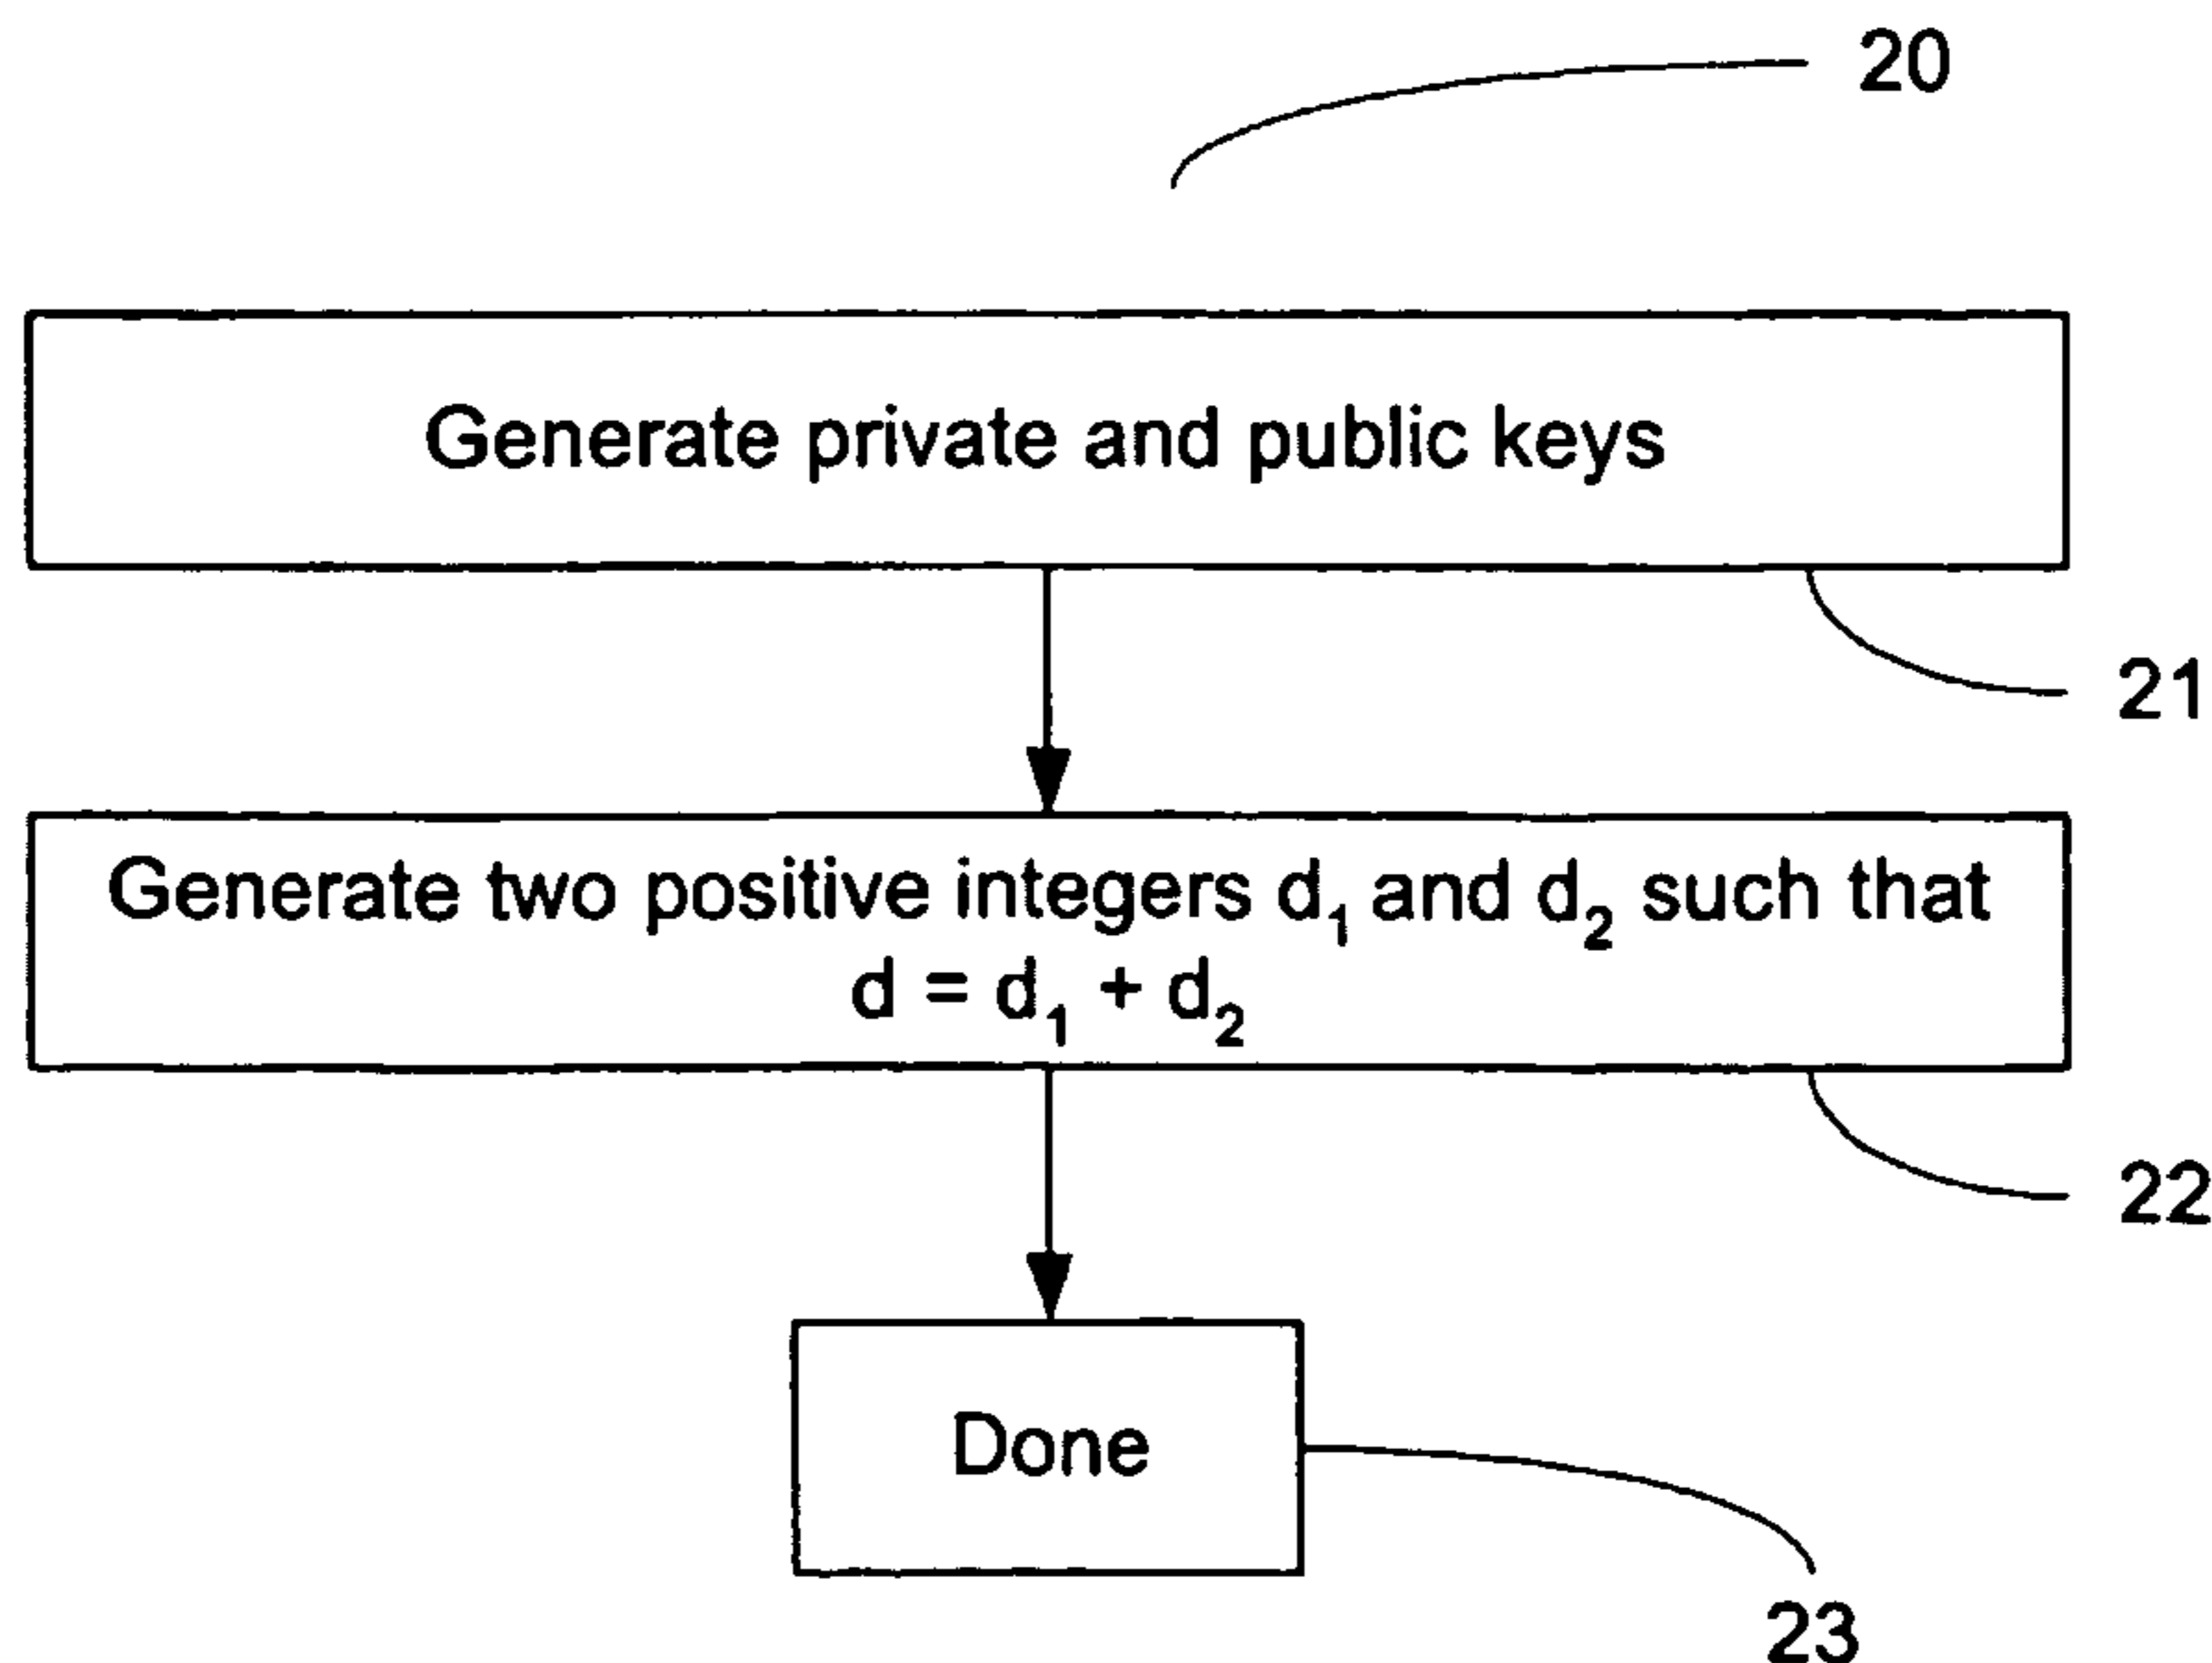 20
Generate private and public keys
21
Generate two positive integers d₁ and d₂ such that
d = d₁ + d₂
22
Done
23